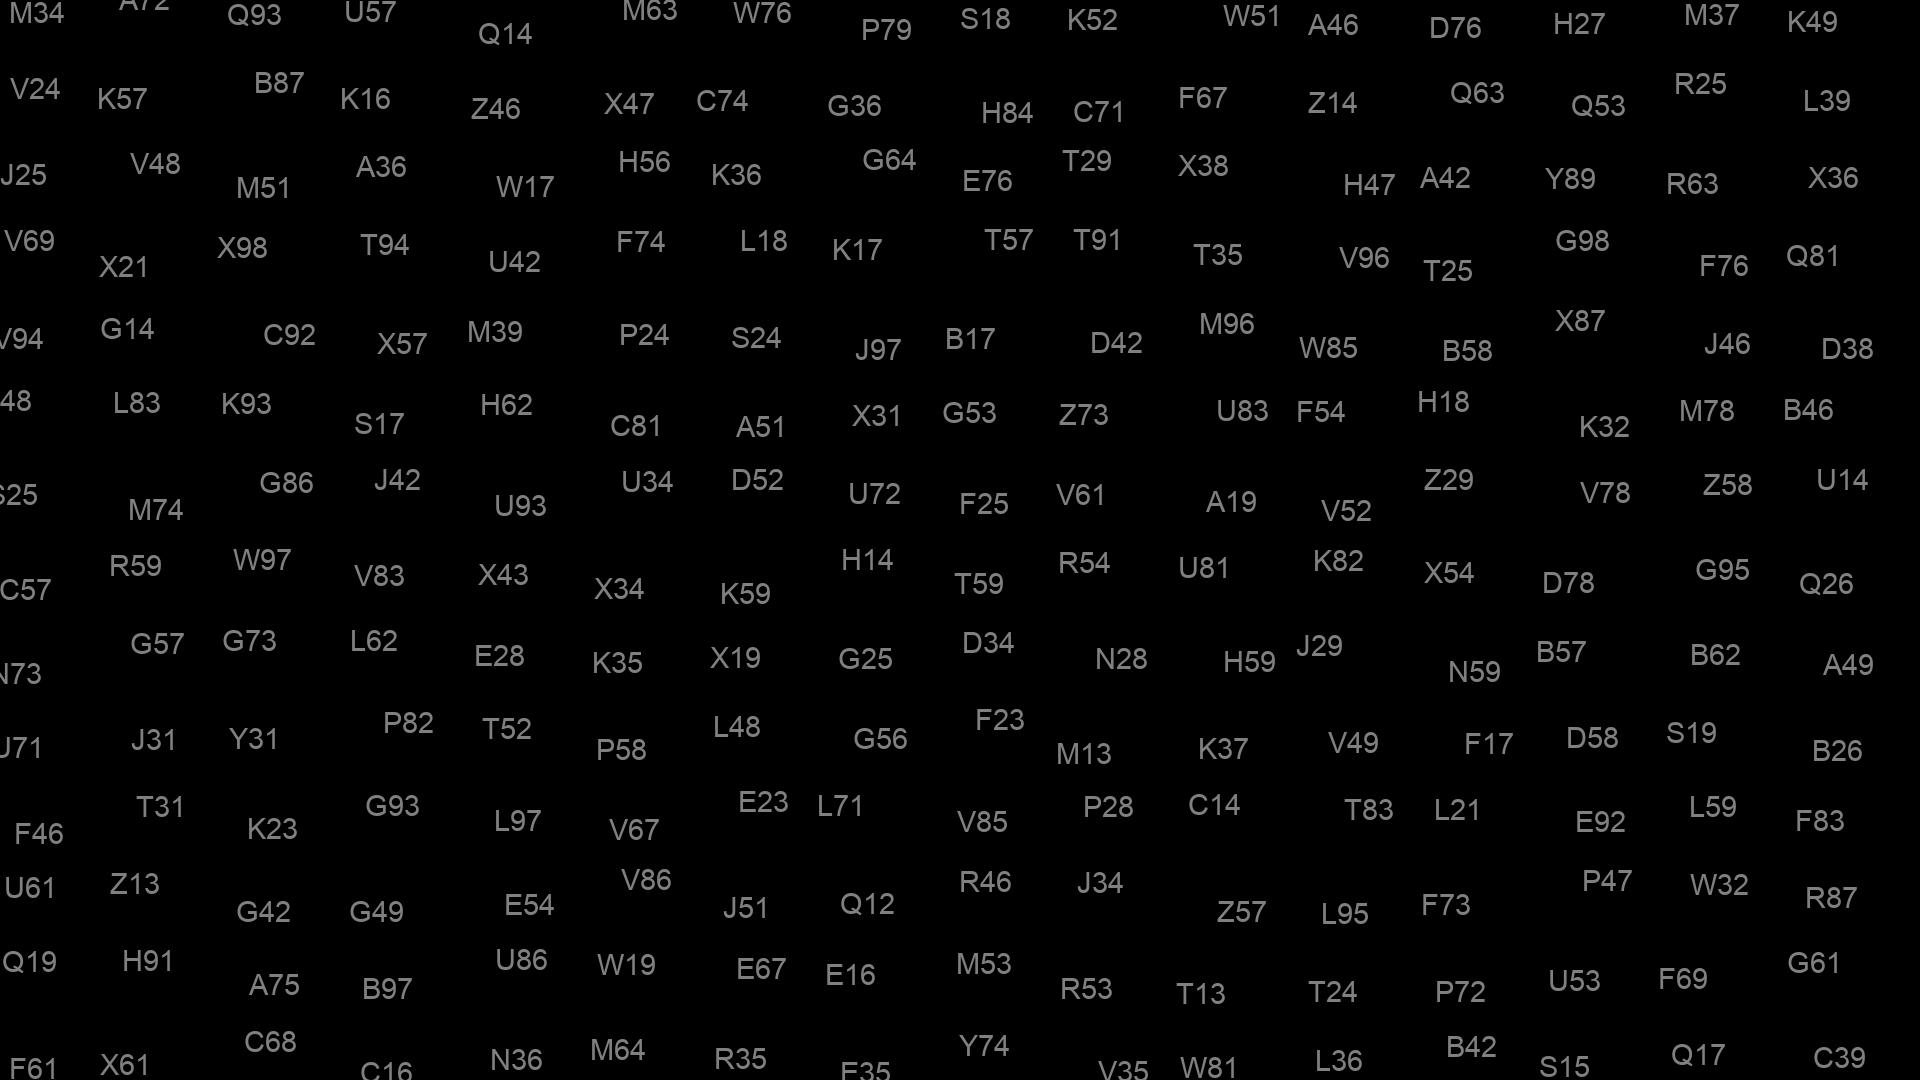 M34 A72 Q93 U57 Q14 M63 W76 P79 S18 K52 W51 A46 D76 H27 M37 K49
V24 K57 B87 K16 Z46 X47 C74 G36 H84 C71 F67 Z14 Q63 Q53 R25 L39
J25 V48 M51 A36 W17 H56 K36 G64 E76 T29 X38 H47 A42 Y89 R63 X36
V69 X21 X98 T94 U42 F74 L18 K17 T57 T91 T35 V96 T25 G98 F76 Q81
V94 G14 C92 X57 M39 P24 S24 J97 B17 D42 M96 W85 B58 X87 J46 D38
48 L83 K93 S17 H62 C81 A51 X31 G53 Z73 U83 F54 H18 K32 M78 B46
S25 M74 G86 J42 U93 U34 D52 U72 F25 V61 A19 V52 Z29 V78 Z58 U14
C57 R59 W97 V83 X43 X34 K59 H14 T59 R54 U81 K82 X54 D78 G95 Q26
N73 G57 G73 L62 E28 K35 X19 G25 D34 N28 H59 J29 N59 B57 B62 A49
U71 J31 Y31 P82 T52 P58 L48 G56 F23 M13 K37 V49 F17 D58 S19 B26
F46 T31 K23 G93 L97 V67 E23 L71 V85 P28 C14 T83 L21 E92 L59 F83
U61 Z13 G42 G49 E54 V86 J51 Q12 R46 J34 Z57 L95 F73 P47 W32 R87
Q19 H91 A75 B97 U86 W19 E67 E16 M53 R53 T13 T24 P72 U53 F69 G61
F61 X61 C68 C16 N36 M64 R35 Y74 V35 W81 L36 B42 S15 Q17 C39